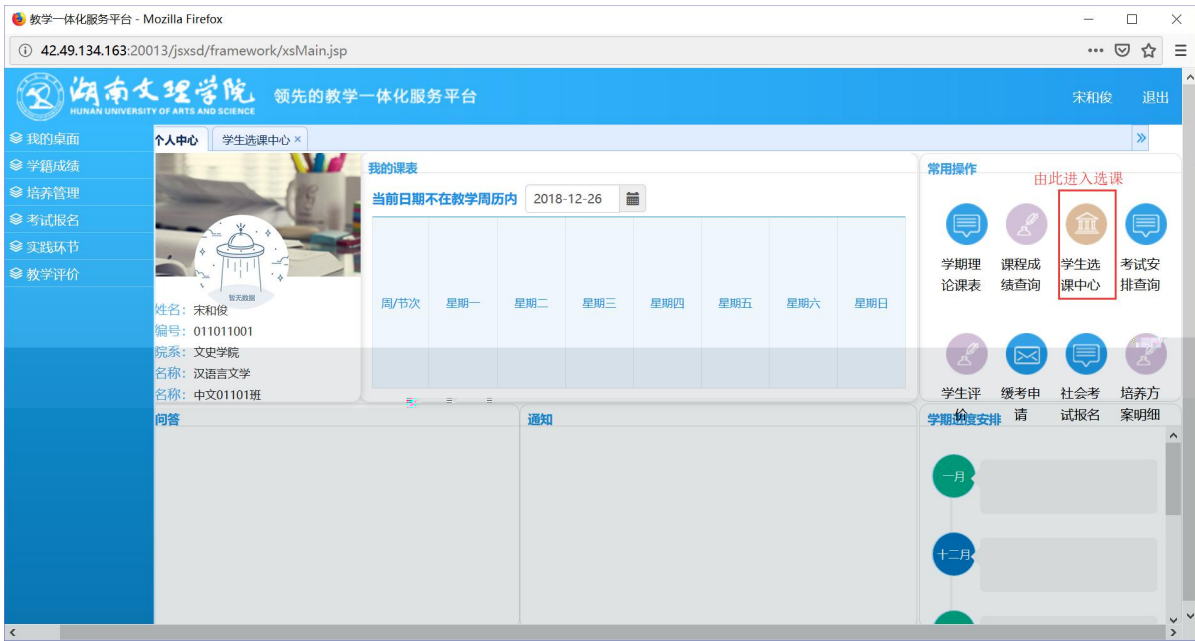 教学一体化服务平台 - Mozilla Firefox
42.49.134.163:20013/jsxsd/framework/xsMain.jsp
湖南文理学院
HUNAN UNIVERSITY OF ARTS AND SCIENCE
领先的教学一体化服务平台
宋和俊 退出
我的桌面
学籍成绩
培养管理
考试报名
实践环节
教学评价
个人中心 学生选课中心 ×
暂无数据
姓名：宋和俊
编号：011011001
院系：文史学院
名称：汉语言文学
名称：中文01101班
我的课表
当前日期不在教学周历内 2018-12-26
周/节次 星期一 星期二 星期三 星期四 星期五 星期六 星期日
常用操作
由此进入选课
学期理
论课表
课程成
绩查询
学生选
课中心
考试安
排查询
学生评
价
缓考申
请
社会考
试报名
培养方
案明细
问答
通知
学期进度安排
一月
十二月